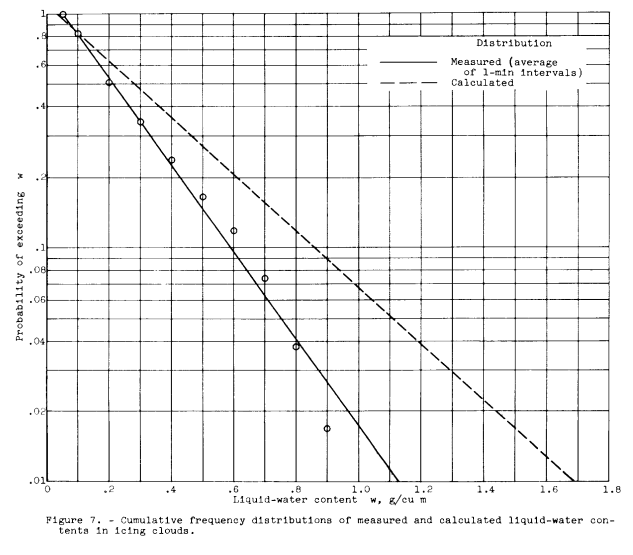 Distribution
Measured (average
of 1-min intervals)
Calculated
Probability of exceeding w
1
.8
.6
.4
.2
.1
.08
.06
.04
.02
.01
0
.2
.4
.6
.8
1.0
1.2
1.4
1.6
1.8
Liquid-water content w, g/cu m
Figure 7. - Cumulative frequency distributions of measured and calculated liquid-water con-
tents in icing clouds.